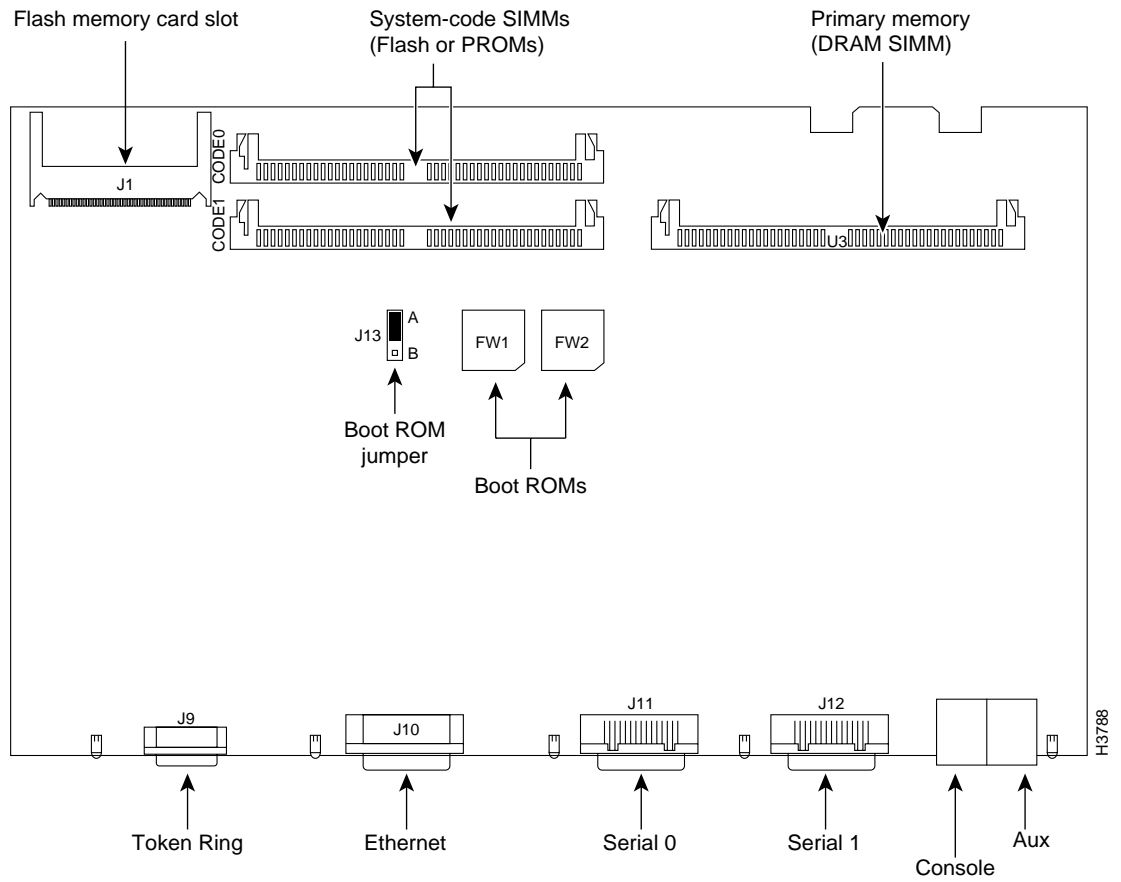 Flash memory card slot
System-code SIMMs
(Flash or PROMs)
Primary memory
(DRAM SIMM)
CODE0
J1
CODE1
U3
J13
A
B
FW1
FW2
Boot ROM
jumper
Boot ROMs
J9
J10
J11
J12
H3788
Token Ring
Ethernet
Serial 0
Serial 1
Console
Aux